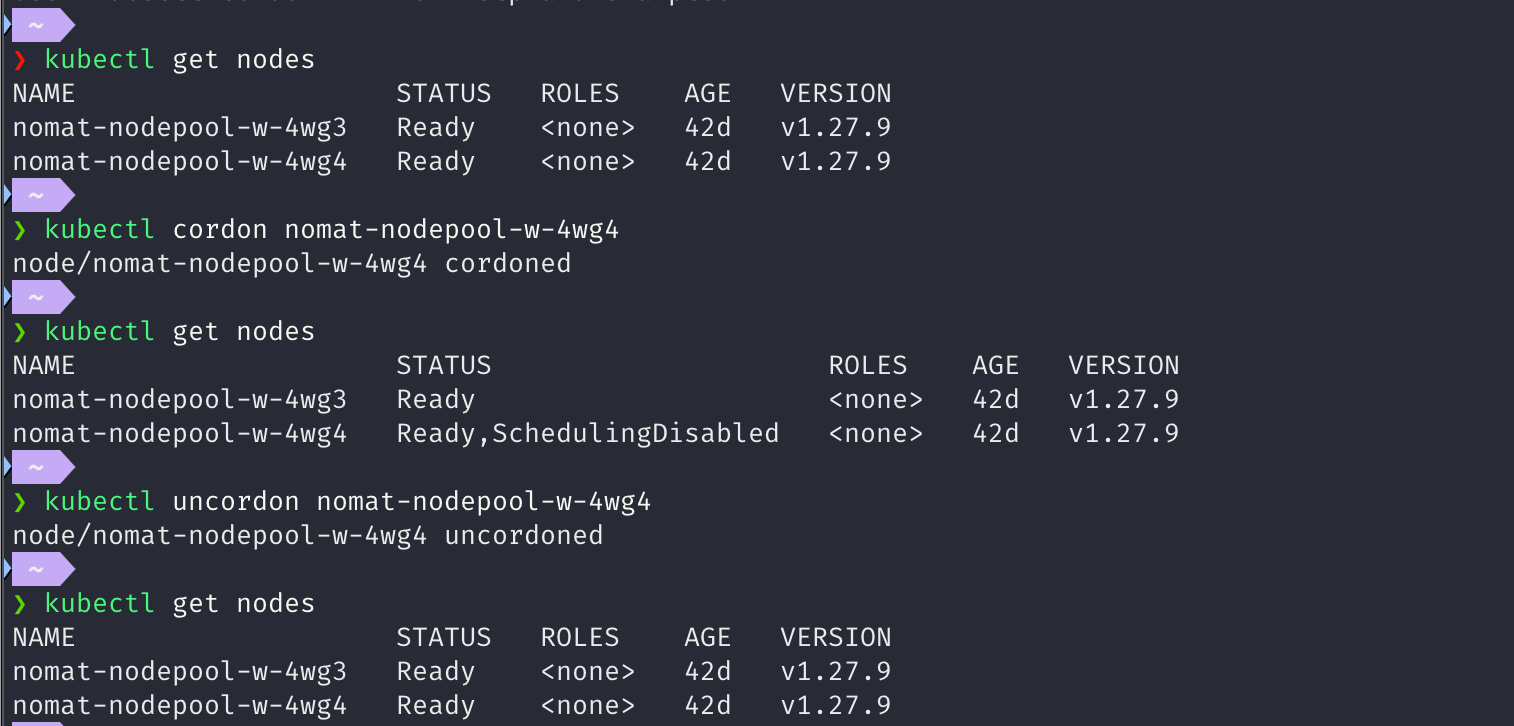 ~
❯ kubectl get nodes
NAME                    STATUS   ROLES    AGE   VERSION
nomat-nodepool-w-4wg3   Ready    <none>   42d   v1.27.9
nomat-nodepool-w-4wg4   Ready    <none>   42d   v1.27.9
~
❯ kubectl cordon nomat-nodepool-w-4wg4
node/nomat-nodepool-w-4wg4 cordoned
~
❯ kubectl get nodes
NAME                    STATUS                     ROLES    AGE   VERSION
nomat-nodepool-w-4wg3   Ready                      <none>   42d   v1.27.9
nomat-nodepool-w-4wg4   Ready,SchedulingDisabled   <none>   42d   v1.27.9
~
❯ kubectl uncordon nomat-nodepool-w-4wg4
node/nomat-nodepool-w-4wg4 uncordoned
~
❯ kubectl get nodes
NAME                    STATUS   ROLES    AGE   VERSION
nomat-nodepool-w-4wg3   Ready    <none>   42d   v1.27.9
nomat-nodepool-w-4wg4   Ready    <none>   42d   v1.27.9